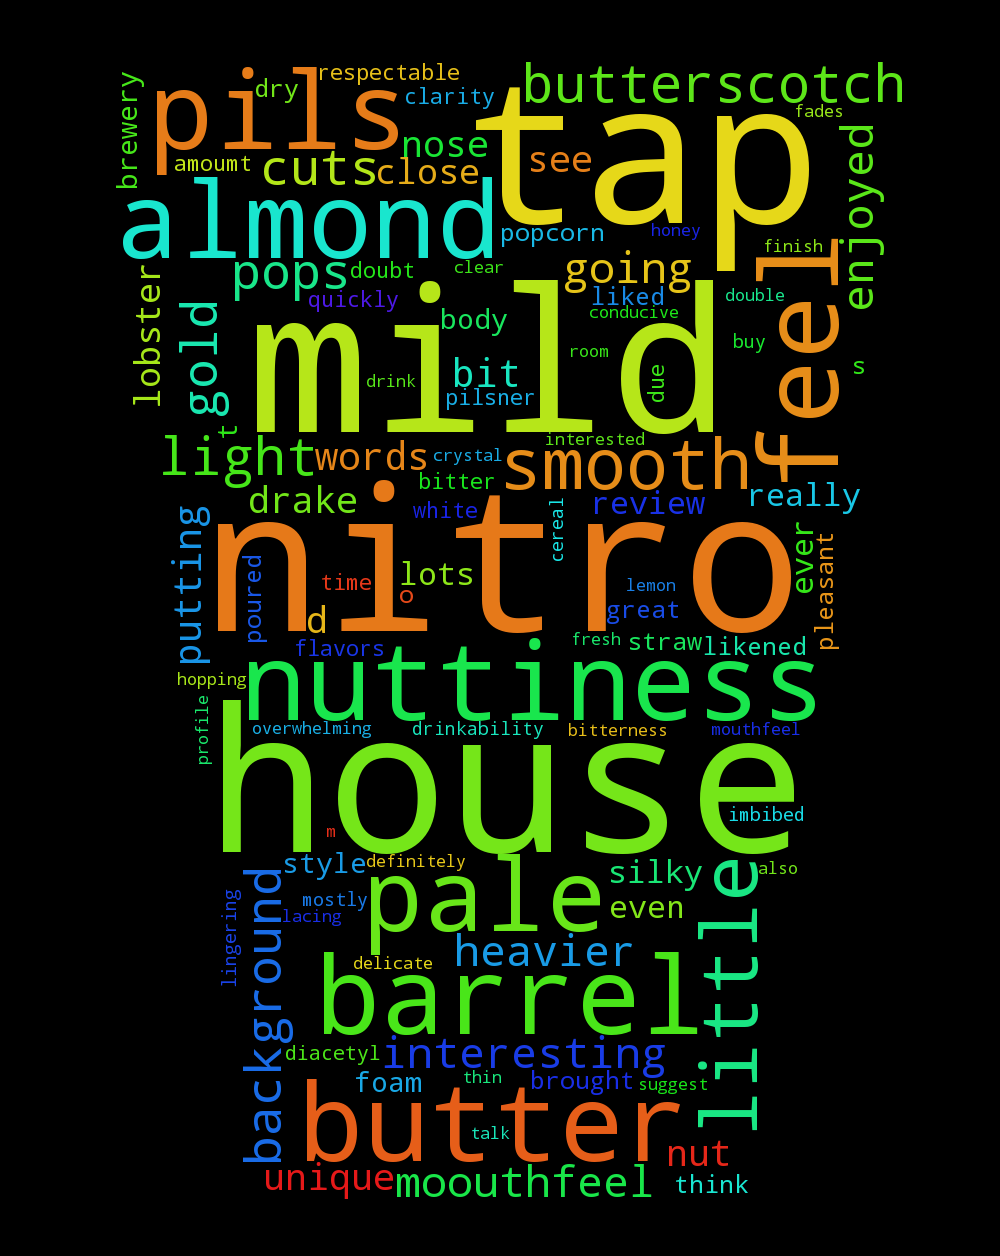 respectable
butterscotch
pils
dry
clarity
tap
fades
brewery
nose
see
enjoyed
amoumt
cuts
close
almond
popcorn
honey
finish
feel
pops
doubt
clear
going
lobster
gold
quickly
liked
double
mild
body
conducive
room
buy
bit
due
s
drink
pilsner
t
light
words
crystal
interested
smooth
bitter
drake
white
review
really
nitro
putting
cereal
ever
pleasant
poured
time
lots
o
lemon
d
great
flavors
fresh
straw
likened
nuttiness
hopping
profile
overwhelming
drinkability
bitterness
mouthfeel
house
imbibed
m
style
definitely
pale
silky
little
also
background
mostly
even
lingering
lacing
heavier
delicate
barrel
diacetyl
interesting
foam
thin
brought
suggest
butter
talk
nut
unique
moouthfeel
think